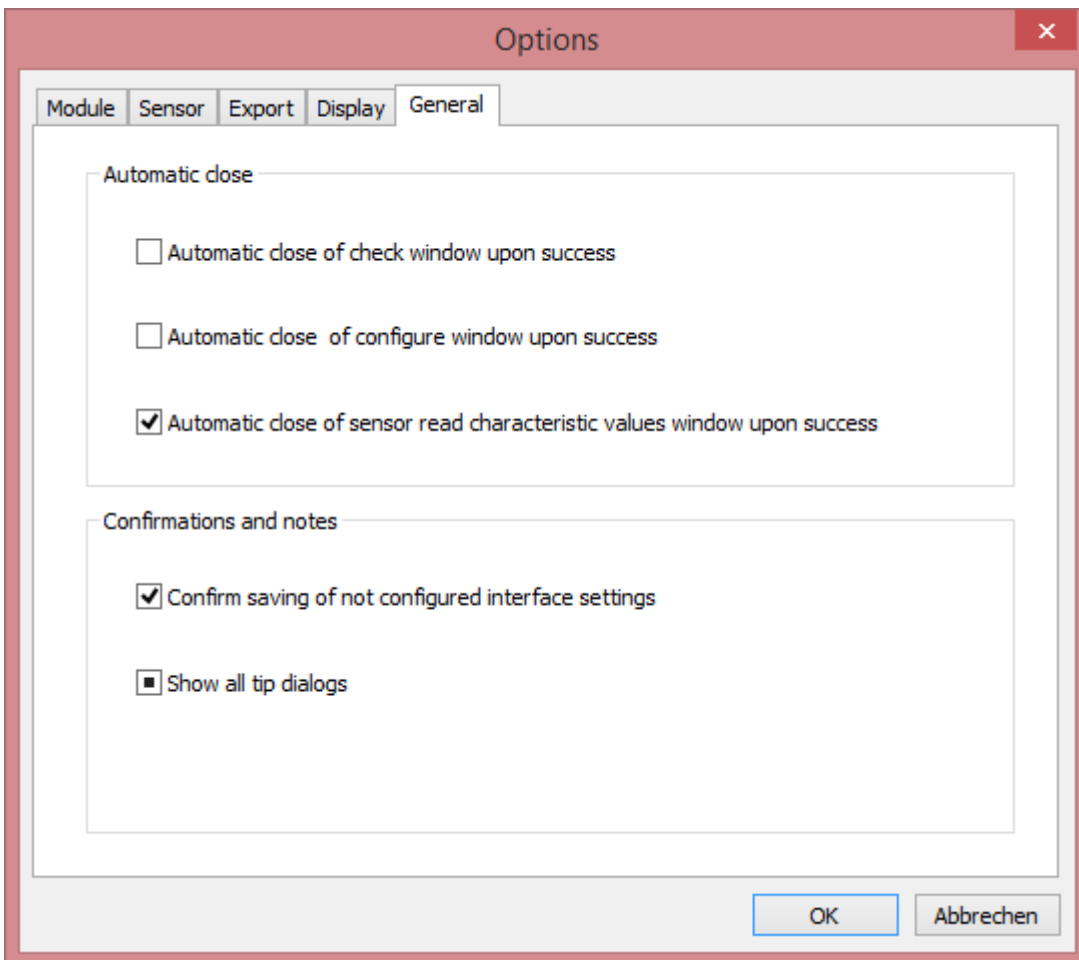 Options
Module Sensor Export Display General
Automatic close
Automatic close of check window upon success
Automatic close  of configure window upon success
Automatic close of sensor read characteristic values window upon success
Confirmations and notes
Confirm saving of not configured interface settings
Show all tip dialogs
OK Abbrechen